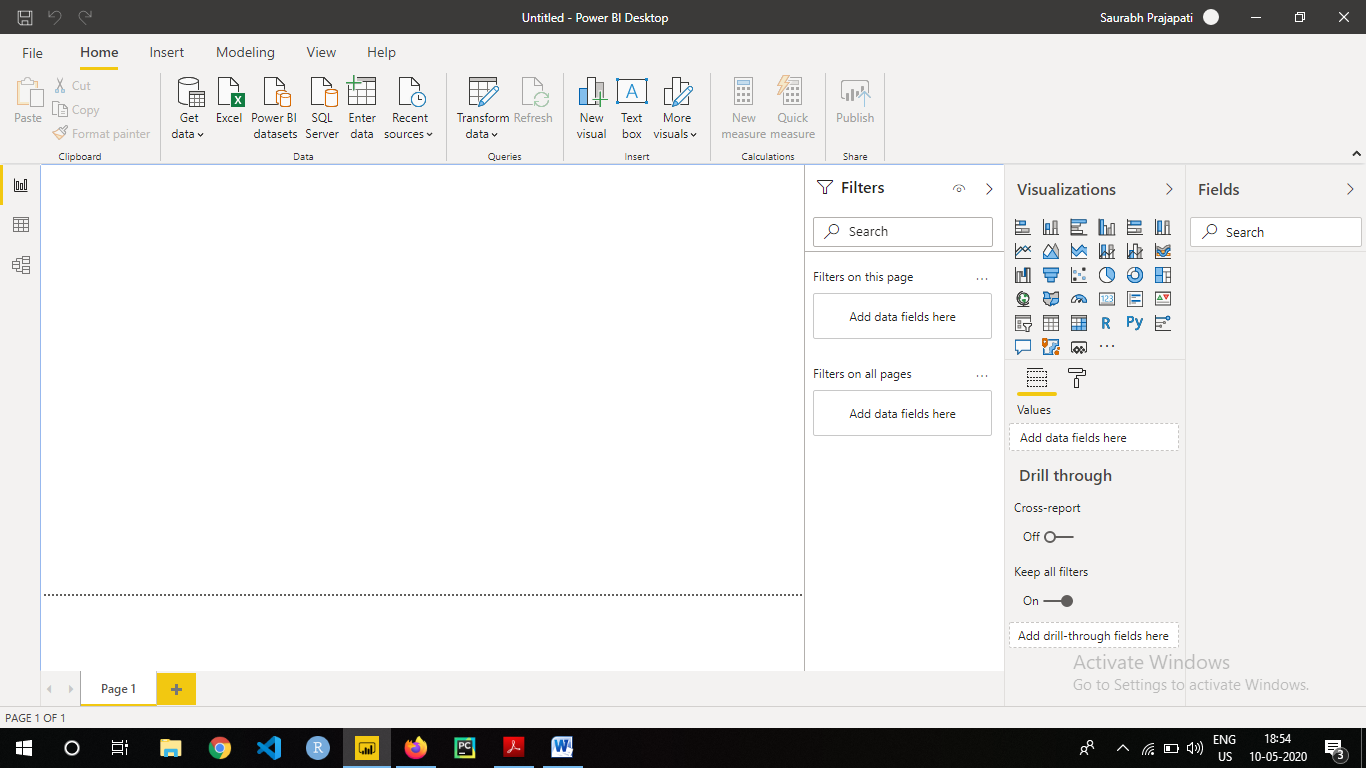 Untitled - Power BI Desktop
Saurabh Prajapati
File Home Insert Modeling View Help
Paste
Cut
Copy
Format painter
Clipboard
Get data
Excel
Power BI datasets
SQL Server
Enter data
Recent sources
Data
Transform data
Refresh
Queries
New visual
Text box
More visuals
Insert
New measure
Quick measure
Calculations
Publish
Share
Filters
Search
Filters on this page ...
Add data fields here
Filters on all pages ...
Add data fields here
Visualizations
123
R Py
...
Values
Add data fields here
Drill through
Cross-report
Off
Keep all filters
On
Add drill-through fields here
Fields
Search
Activate Windows
Go to Settings to activate Windows.
Page 1
PAGE 1 OF 1
R
PC
W
ENG
US
18:54
10-05-2020
3